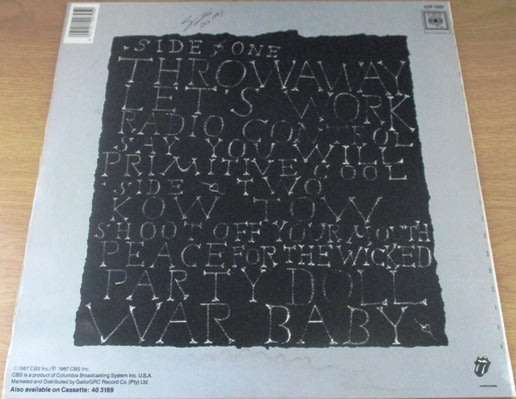 SIDE ONE
THROWAWAY
LET'S WORK
RADIO CONTROL
SAY YOU WILL
PRIMITIVE COOL
SIDE TWO
KOW TOW
SHOOT OFF YOUR MOUTH
PEACE FOR THE WICKED
PARTY DOLL
WAR BABY
© 1987 CBS Inc./℗ 1987 CBS Inc.
CBS is a product of Columbia Broadcasting System Inc. U.S.A.
Marketed and Distributed by Gallo/GRC Record Co. (Pty) Ltd.
Also available on Cassette: 40 3169